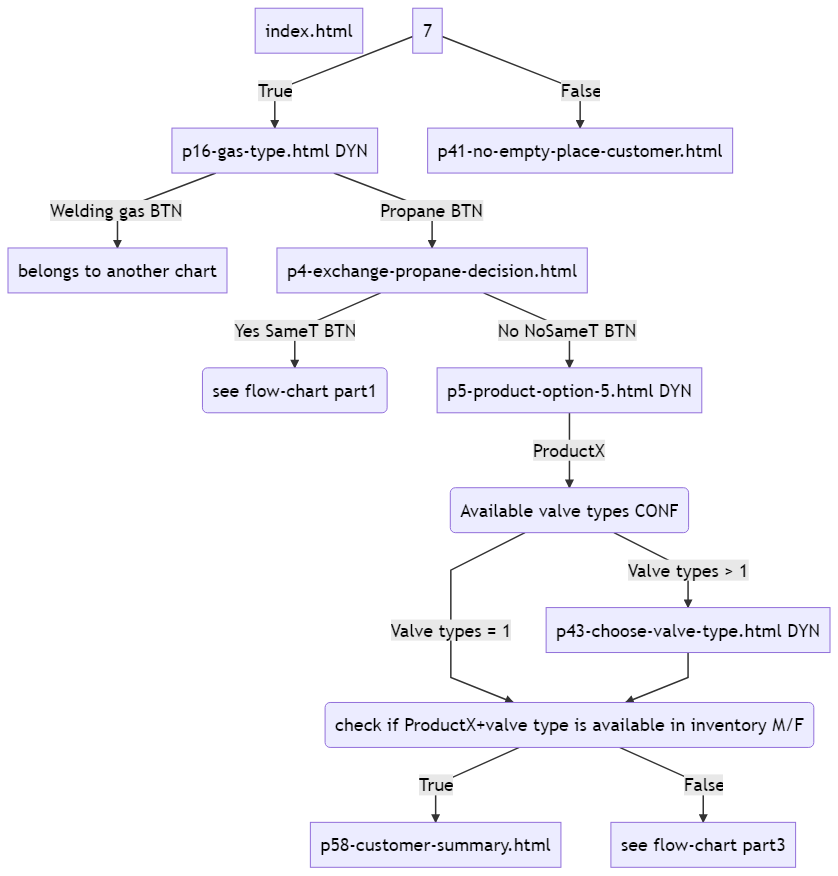 index.html
7
True
False
p16-gas-type.html DYN
p41-no-empty-place-customer.html
Welding gas BTN
Propane BTN
belongs to another chart
p4-exchange-propane-decision.html
Yes SameT BTN
No NoSameT BTN
see flow-chart part1
p5-product-option-5.html DYN
ProductX
Available valve types CONF
Valve types > 1
Valve types = 1
p43-choose-valve-type.html DYN
check if ProductX+valve type is available in inventory M/F
True
False
p58-customer-summary.html
see flow-chart part3